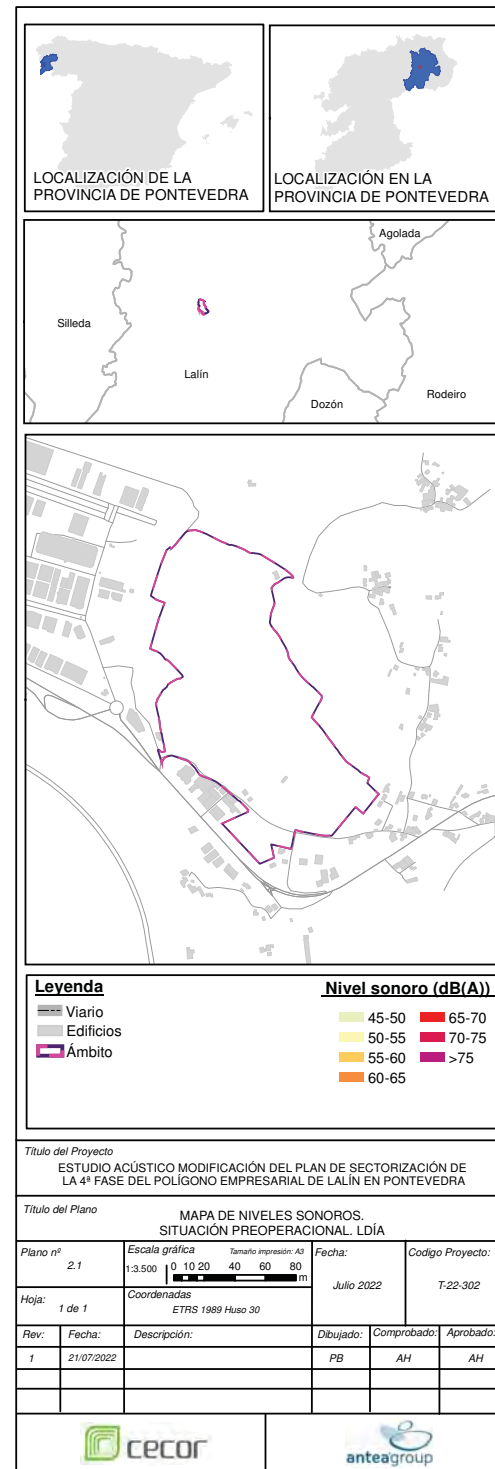 LOCALIZACIÓN DE LA
PROVINCIA DE PONTEVEDRA
LOCALIZACIÓN EN LA
PROVINCIA DE PONTEVEDRA
Agolada
Silleda
Lalín
Dozón
Rodeiro
Leyenda
Viario
Edificios
Ámbito
Nivel sonoro (dB(A))
45-50
50-55
55-60
60-65
65-70
70-75
>75
Título del Proyecto
ESTUDIO ACÚSTICO MODIFICACIÓN DEL PLAN DE SECTORIZACIÓN DE
LA 4ª FASE DEL POLÍGONO EMPRESARIAL DE LALÍN EN PONTEVEDRA
Título del Plano
MAPA DE NIVELES SONOROS.
SITUACIÓN PREOPERACIONAL. LDÍA
Plano nº
2.1
Escala gráfica
Tamaño impresión: A3
1:3.500
0 10 20 40 60 80
m
Fecha:
Julio 2022
Codigo Proyecto:
T-22-302
Hoja:
1 de 1
Coordenadas
ETRS 1989 Huso 30
Rev: Fecha: Descripción: Dibujado: Comprobado: Aprobado:
1 21/07/2022 PB AH AH
cecor
anteagroup